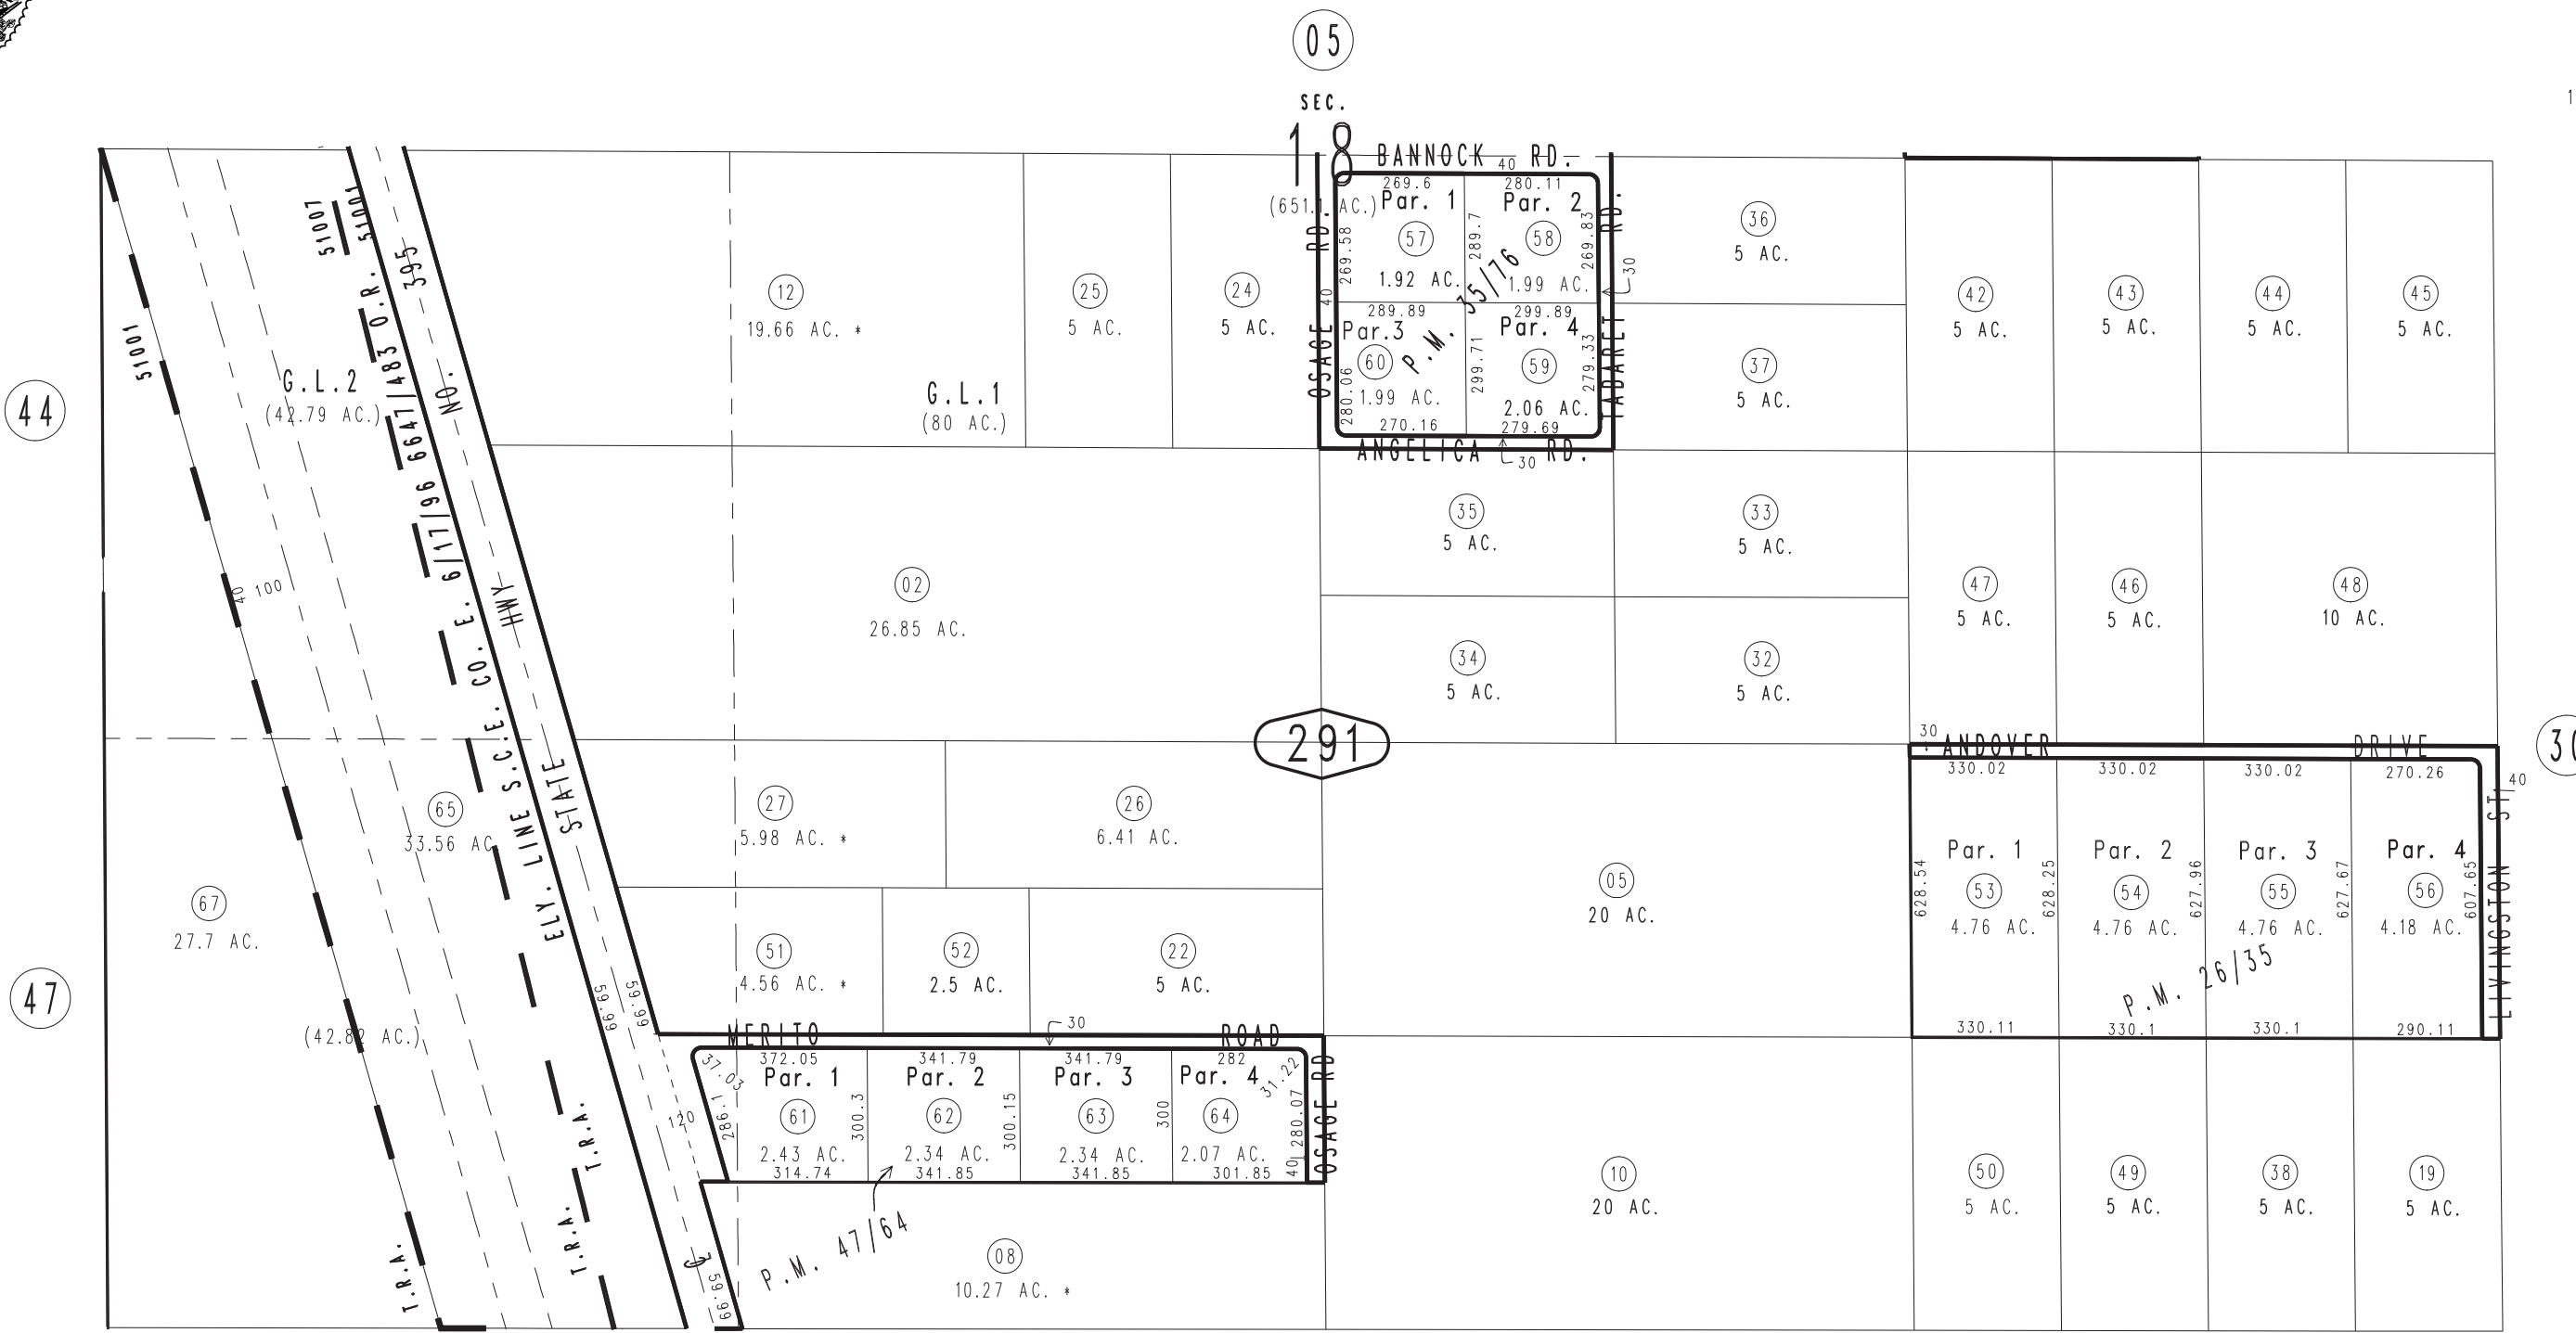 05
SEC.
18
(651.1 AC.)
BANNOCK RD.
40
269.6
280.11
Par. 1
Par. 2
57
58
1.92 AC.
1.99 AC.
269.58
289.7
269.83
289.89
299.89
P.M. 35/76
Par.3
Par. 4
60
59
1.99 AC.
2.06 AC.
280.06
299.71
279.33
270.16
279.69
OSAGE RD.
40
TABARET RD.
30
ANGELICA RD.
30
44
47
51001
51007
51001
G.L.2
(42.79 AC.)
12
19.66 AC. *
G.L.1
(80 AC.)
25
5 AC.
24
5 AC.
36
5 AC.
37
5 AC.
42
5 AC.
43
5 AC.
44
5 AC.
45
5 AC.
ELY. LINE S.C.E. CO. E. 6/17/96 6647/483 O.R.
STATE HWY NO. 395
40
100
02
26.85 AC.
35
5 AC.
33
5 AC.
34
5 AC.
32
5 AC.
47
5 AC.
46
5 AC.
48
10 AC.
291
30
ANDOVER DRIVE
330.02
330.02
330.02
270.26
40
LIVINGSTON ST.
65
33.56 AC.
67
27.7 AC.
(42.82 AC.)
27
5.98 AC. *
26
6.41 AC.
51
4.56 AC. *
52
2.5 AC.
22
5 AC.
05
20 AC.
Par. 1
Par. 2
Par. 3
Par. 4
53
54
55
56
4.76 AC.
4.76 AC.
4.76 AC.
4.18 AC.
628.54
628.25
627.96
627.67
607.65
P.M. 26/35
330.11
330.1
330.1
290.11
66.65
66.65
MERITO ROAD
30
37.03
372.05
341.79
341.79
282
31.22
Par. 1
Par. 2
Par. 3
Par. 4
61
62
63
64
286.1
300.3
300.15
300
280.07
2.43 AC.
2.34 AC.
2.34 AC.
2.07 AC.
314.74
341.85
341.85
301.85
40
OSAGE RD
120
P.M. 47/64
08
10.27 AC. *
10
20 AC.
50
5 AC.
49
5 AC.
38
5 AC.
19
5 AC.
T.R.A.
T.R.A.
T.R.A.
66.65